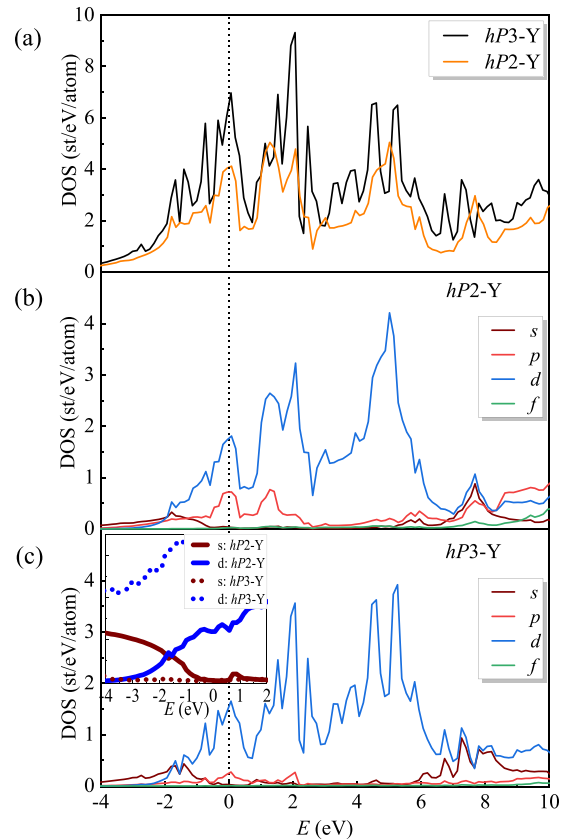 (a)
DOS (st/eV/atom)
10
8
6
4
2
0
hP3-Y
hP2-Y
(b)
DOS (st/eV/atom)
4
3
2
1
0
hP2-Y
s
p
d
f
(c)
DOS (st/eV/atom)
4
3
2
1
0
hP3-Y
s: hP2-Y
d: hP2-Y
s: hP3-Y
d: hP3-Y
-4 -3 -2 -1 0 1 2
E (eV)
s
p
d
f
-4 -2 0 2 4 6 8 10
E (eV)